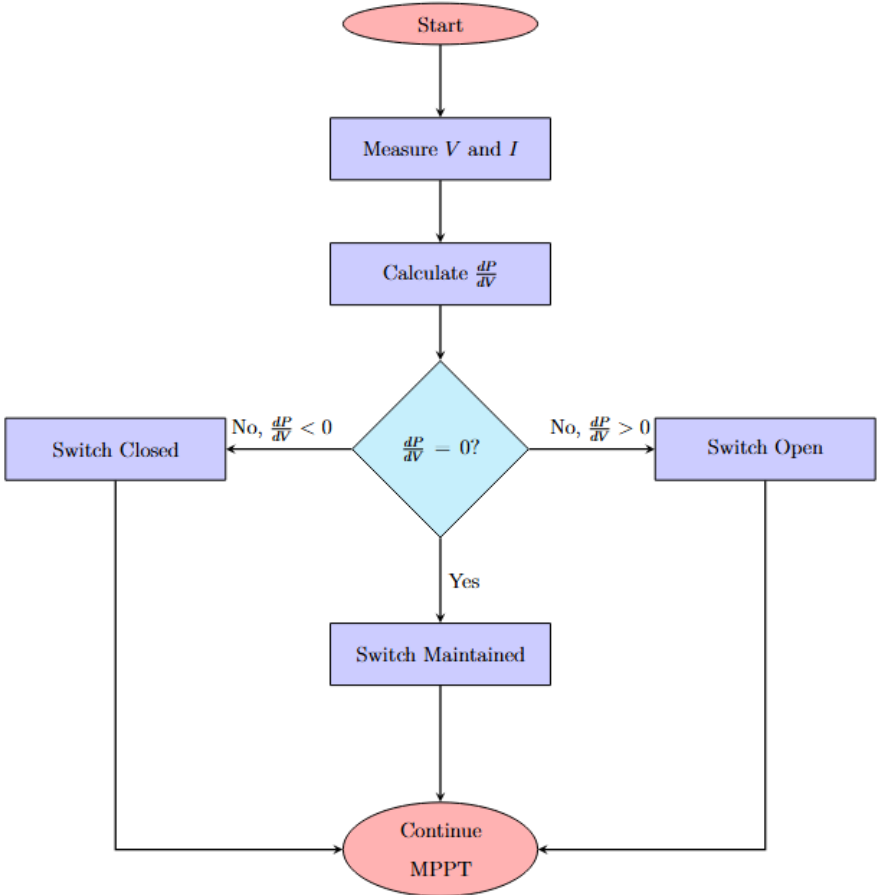 Start
Measure V and I
Calculate dP/dV
dP/dV = 0?
No, dP/dV < 0
No, dP/dV > 0
Switch Closed
Switch Open
Yes
Switch Maintained
Continue
MPPT